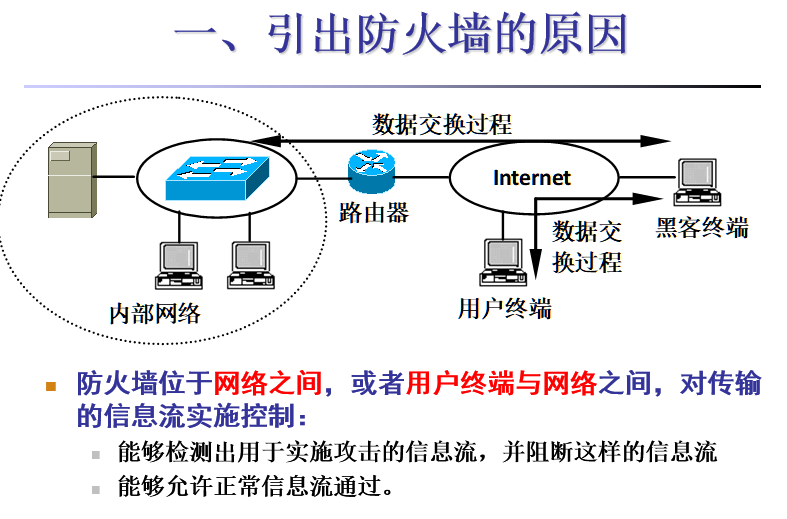 一、引出防火墙的原因
数据交换过程
Internet
路由器
数据交
换过程
黑客终端
内部网络
用户终端
防火墙位于网络之间，或者用户终端与网络之间，对传输
的信息流实施控制：
能够检测出用于实施攻击的信息流，并阻断这样的信息流
能够允许正常信息流通过。